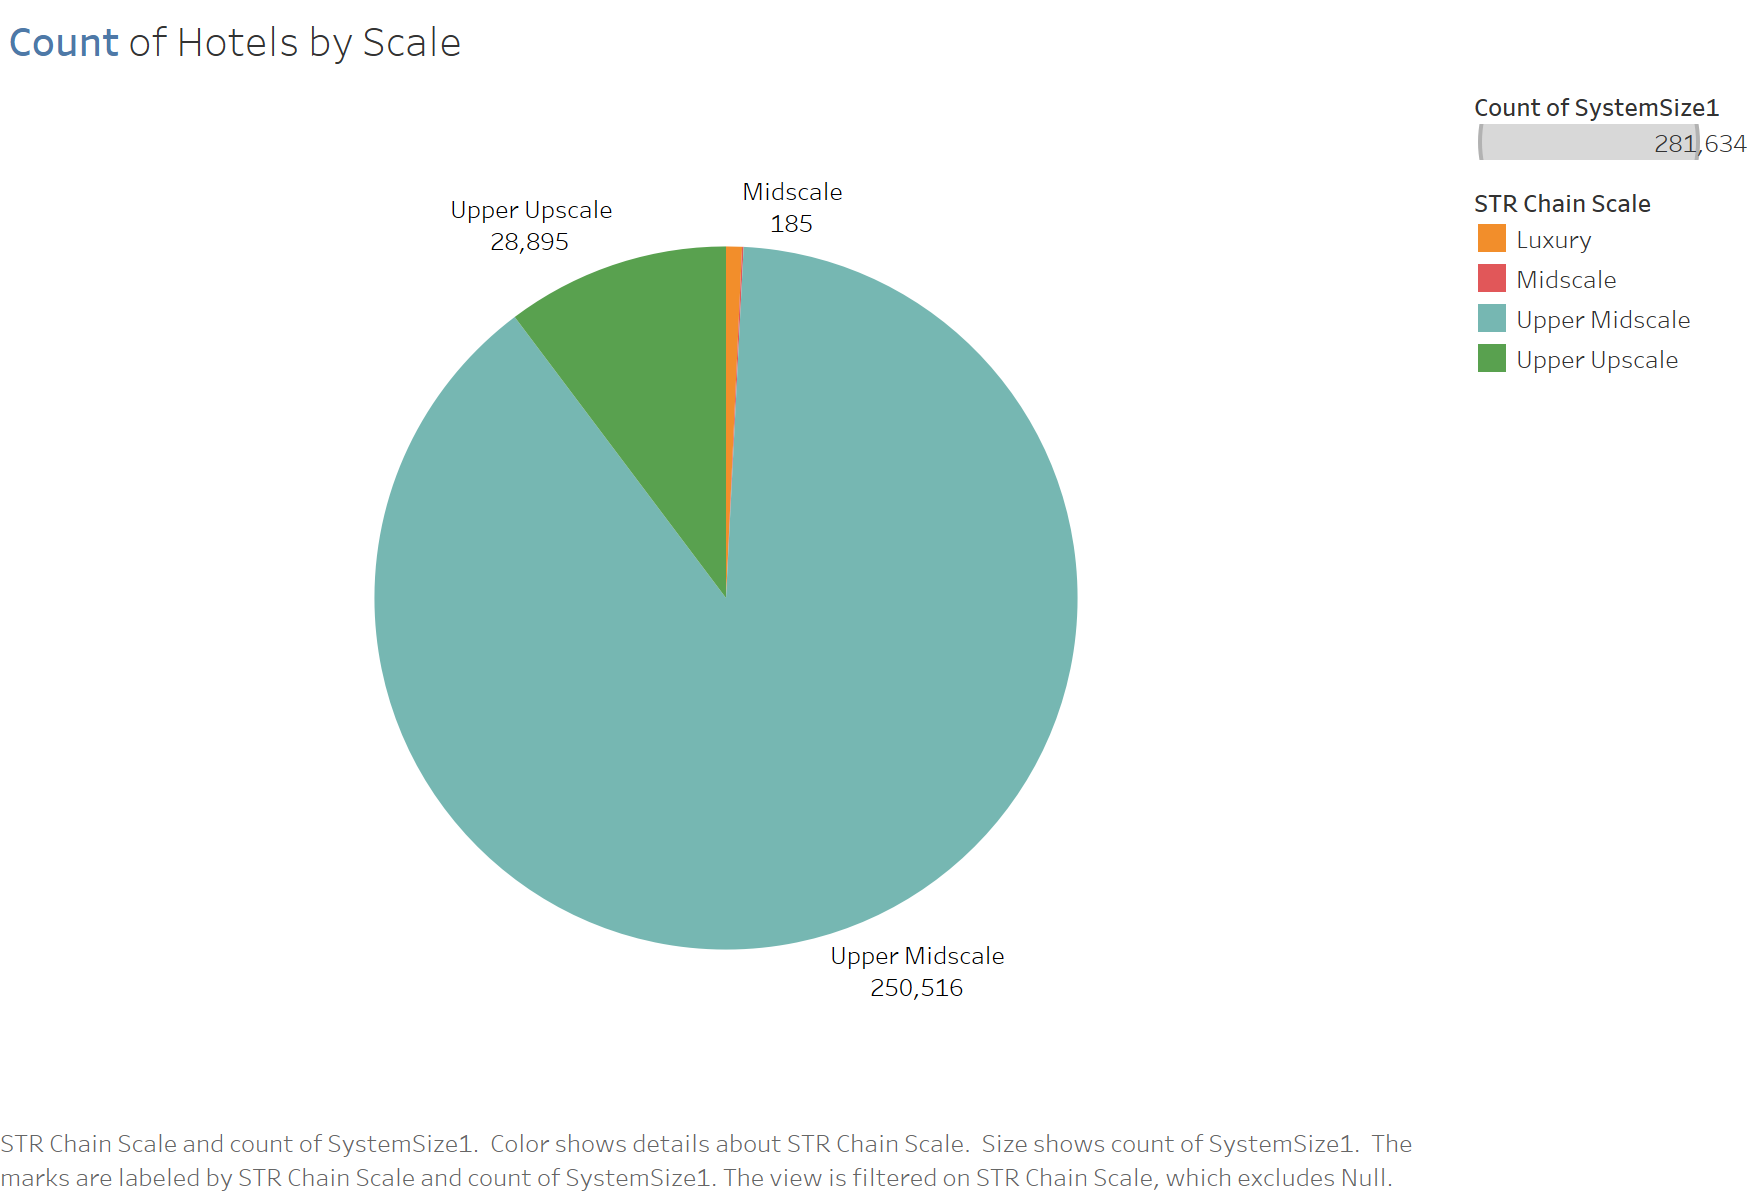 Count of Hotels by Scale
Count of SystemSize1
281,634
STR Chain Scale
Luxury
Midscale
Upper Midscale
Upper Upscale
Midscale
185
Upper Upscale
28,895
Upper Midscale
250,516
STR Chain Scale and count of SystemSize1.  Color shows details about STR Chain Scale.  Size shows count of SystemSize1.  The
marks are labeled by STR Chain Scale and count of SystemSize1. The view is filtered on STR Chain Scale, which excludes Null.